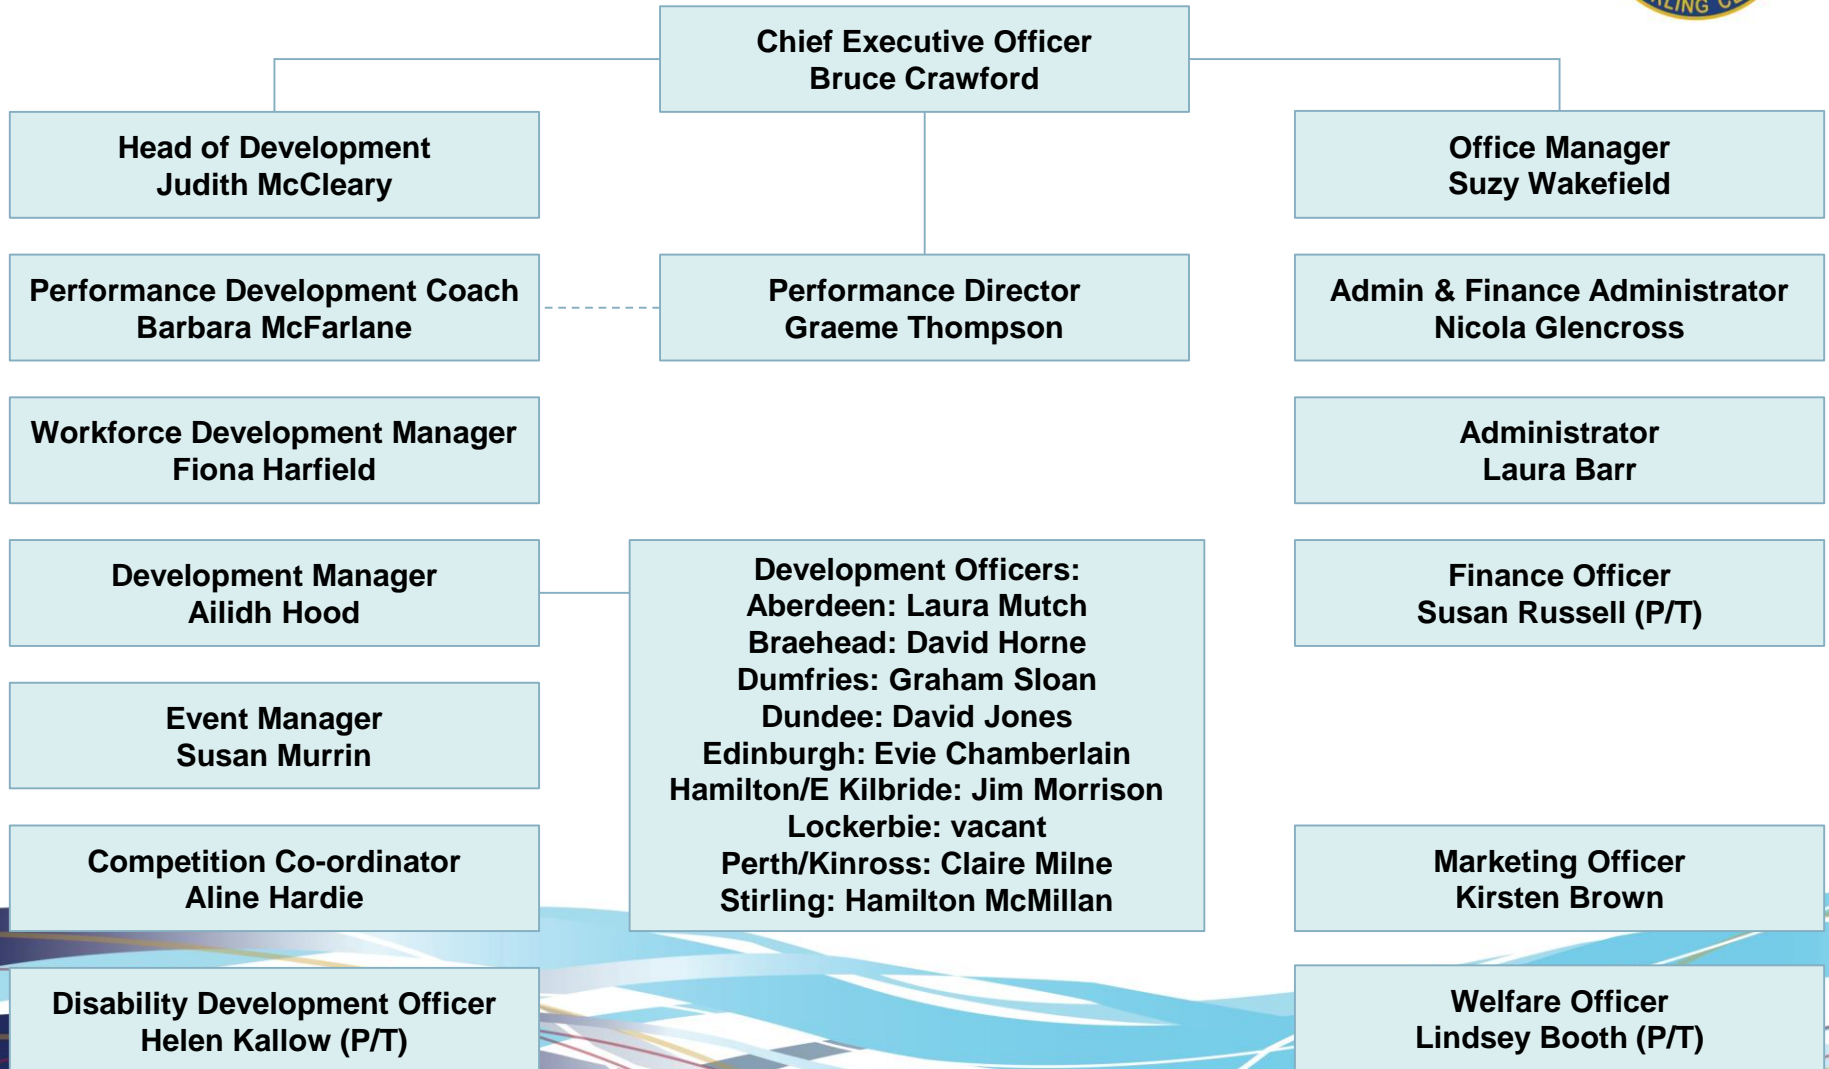 Chief Executive Officer
Bruce Crawford
Head of Development
Judith McCleary
Office Manager
Suzy Wakefield
Performance Development Coach
Barbara McFarlane
Performance Director
Graeme Thompson
Admin & Finance Administrator
Nicola Glencross
Workforce Development Manager
Fiona Harfield
Administrator
Laura Barr
Development Manager
Ailidh Hood
Development Officers:
Aberdeen: Laura Mutch
Braehead: David Horne
Dumfries: Graham Sloan
Dundee: David Jones
Edinburgh: Evie Chamberlain
Hamilton/E Kilbride: Jim Morrison
Lockerbie: vacant
Perth/Kinross: Claire Milne
Stirling: Hamilton McMillan
Finance Officer
Susan Russell (P/T)
Event Manager
Susan Murrin
Competition Co-ordinator
Aline Hardie
Marketing Officer
Kirsten Brown
Disability Development Officer
Helen Kallow (P/T)
Welfare Officer
Lindsey Booth (P/T)